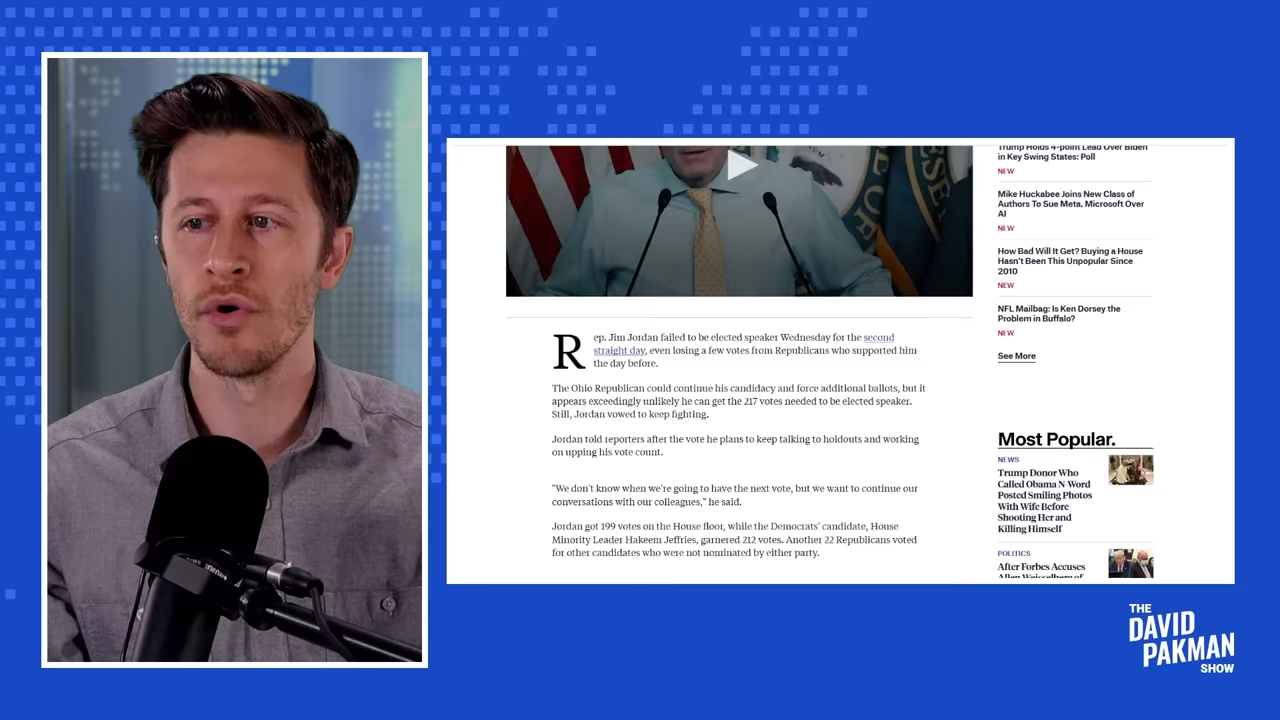 Rep. Jim Jordan failed to be elected speaker Wednesday for the second
straight day, even losing a few votes from Republicans who supported him
the day before.
The Ohio Republican could continue his candidacy and force additional ballots, but it
appears exceedingly unlikely he can get the 217 votes needed to be elected speaker.
Still, Jordan vowed to keep fighting.
Jordan told reporters after the vote he plans to keep talking to holdouts and working
on upping his vote count.
"We don't know when we're going to have the next vote, but we want to continue our
conversations with our colleagues," he said.
Jordan got 199 votes on the House floor, while the Democrats' candidate, House
Minority Leader Hakeem Jeffries, garnered 212 votes. Another 22 Republicans voted
for other candidates who were not nominated by either party.
Trump Holds 4-point Lead Over Biden
in Key Swing States: Poll
NEW
Mike Huckabee Joins New Class of
Authors To Sue Meta, Microsoft Over
AI
NEW
How Bad Will It Get? Buying a House
Hasn't Been This Unpopular Since
2010
NEW
NFL Mailbag: Is Ken Dorsey the
Problem in Buffalo?
NEW
See More
Most Popular.
NEWS
Trump Donor Who
Called Obama N-Word
Posted Smiling Photos
With Wife Before
Shooting Her and
Killing Himself
POLITICS
After Forbes Accuses
Allen Weisselberg of
THE
DAVID
PAKMAN
SHOW